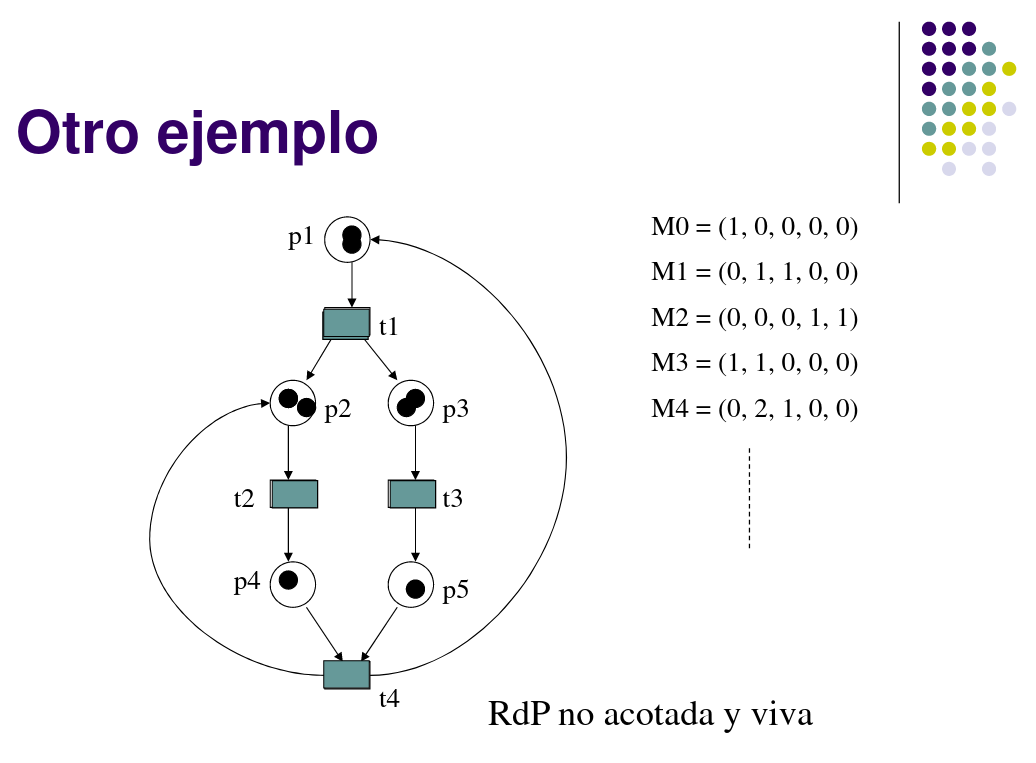 Otro ejemplo
p1
t1
p2
p3
t2
t3
p4
p5
t4
M0 = (1, 0, 0, 0, 0)
M1 = (0, 1, 1, 0, 0)
M2 = (0, 0, 0, 1, 1)
M3 = (1, 1, 0, 0, 0)
M4 = (0, 2, 1, 0, 0)
RdP no acotada y viva